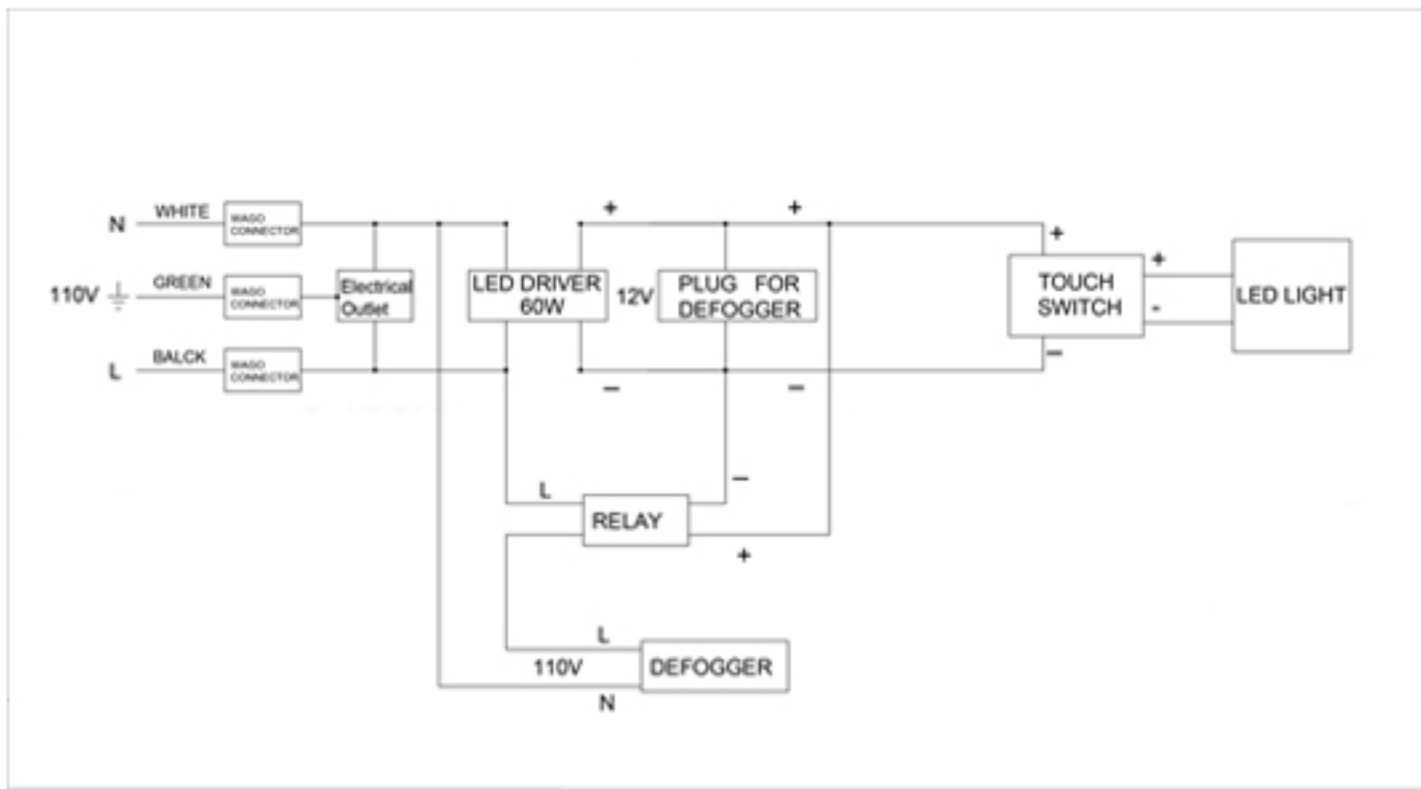 N
WHITE
WAGO
CONNECTOR
110V
GREEN
WAGO
CONNECTOR
L
BALCK
WAGO
CONNECTOR
Electrical
Outlet
LED DRIVER
60W
+
−
12V
PLUG FOR
DEFOGGER
+
−
+
TOUCH
SWITCH
−
+
-
LED LIGHT
L
RELAY
−
+
L
110V
N
DEFOGGER